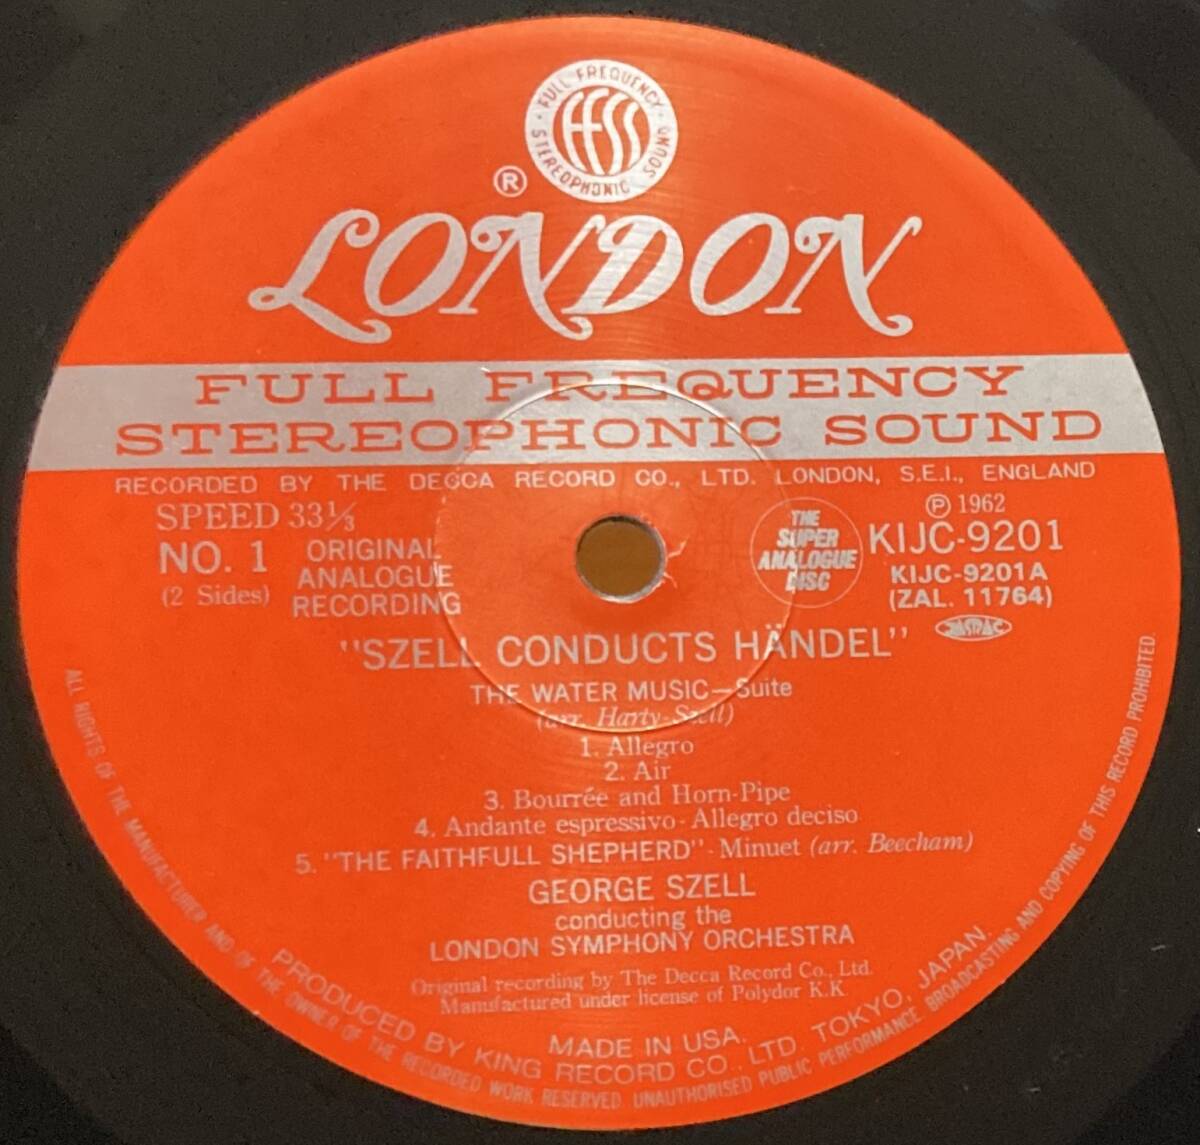 FULL FREQUENCY
STEREOPHONIC SOUND
FFSS
®
LONDON
FULL FREQUENCY
STEREOPHONIC SOUND
RECORDED BY THE DECCA RECORD CO., LTD. LONDON, S.E.I., ENGLAND
SPEED 33⅓
NO. 1
(2 Sides)
ORIGINAL
ANALOGUE
RECORDING
THE
SUPER
ANALOGUE
DISC
Ⓟ 1962
KIJC-9201
KIJC-9201A
(ZAL. 11764)
JASRAC
"SZELL CONDUCTS HÄNDEL"
THE WATER MUSIC—Suite
(arr. Harty-Szell)
1. Allegro
2. Air
3. Bourrée and Horn-Pipe
4. Andante espressivo-Allegro deciso
5. "THE FAITHFULL SHEPHERD"-Minuet (arr. Beecham)
GEORGE SZELL
conducting the
LONDON SYMPHONY ORCHESTRA
Original recording by The Decca Record Co., Ltd.
Manufactured under license of Polydor K.K.
MADE IN USA.
PRODUCED BY KING RECORD CO., LTD. TOKYO, JAPAN.
ALL RIGHTS OF THE MANUFACTURER AND OF THE OWNER OF THE RECORDED WORK RESERVED. UNAUTHORISED PUBLIC PERFORMANCE BROADCASTING AND COPYING OF THIS RECORD PROHIBITED.